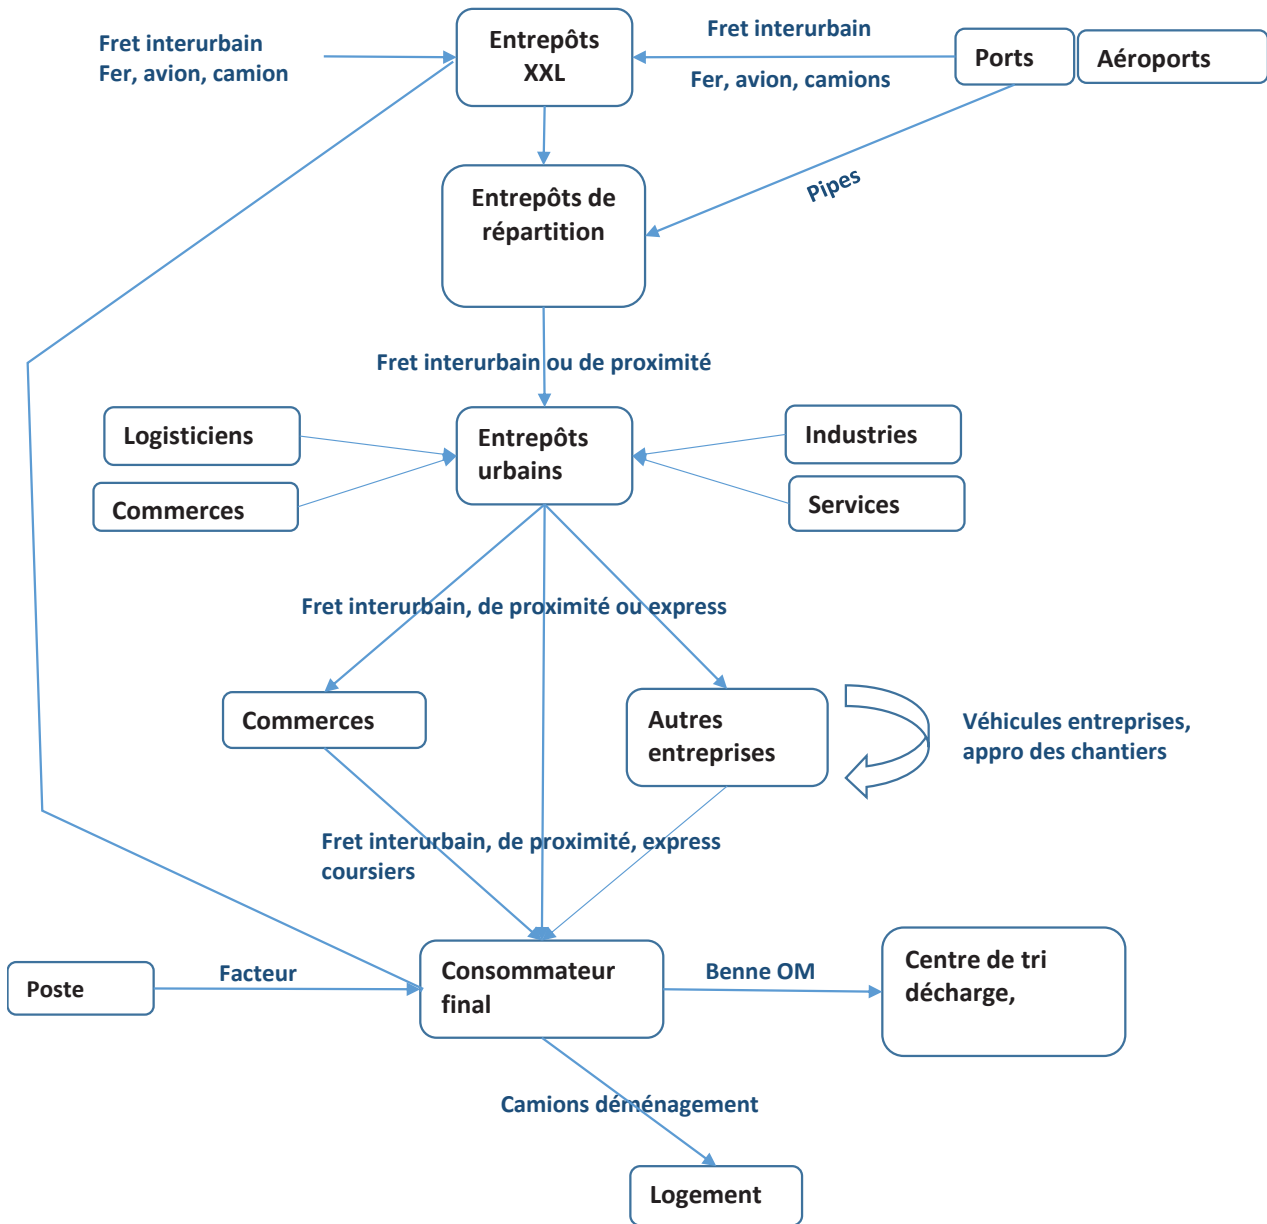 Fret interurbain
Fer, avion, camion
Entrepôts
XXL
Fret interurbain
Fer, avion, camions
Ports
Aéroports
Entrepôts de
répartition
Pipes
Fret interurbain ou de proximité
Logisticiens
Commerces
Entrepôts
urbains
Industries
Services
Fret interurbain, de proximité ou express
Commerces
Autres
entreprises
Véhicules entreprises,
appro des chantiers
Fret interurbain, de proximité, express
coursiers
Poste
Facteur
Consommateur
final
Benne OM
Centre de tri
décharge,
Camions déménagement
Logement